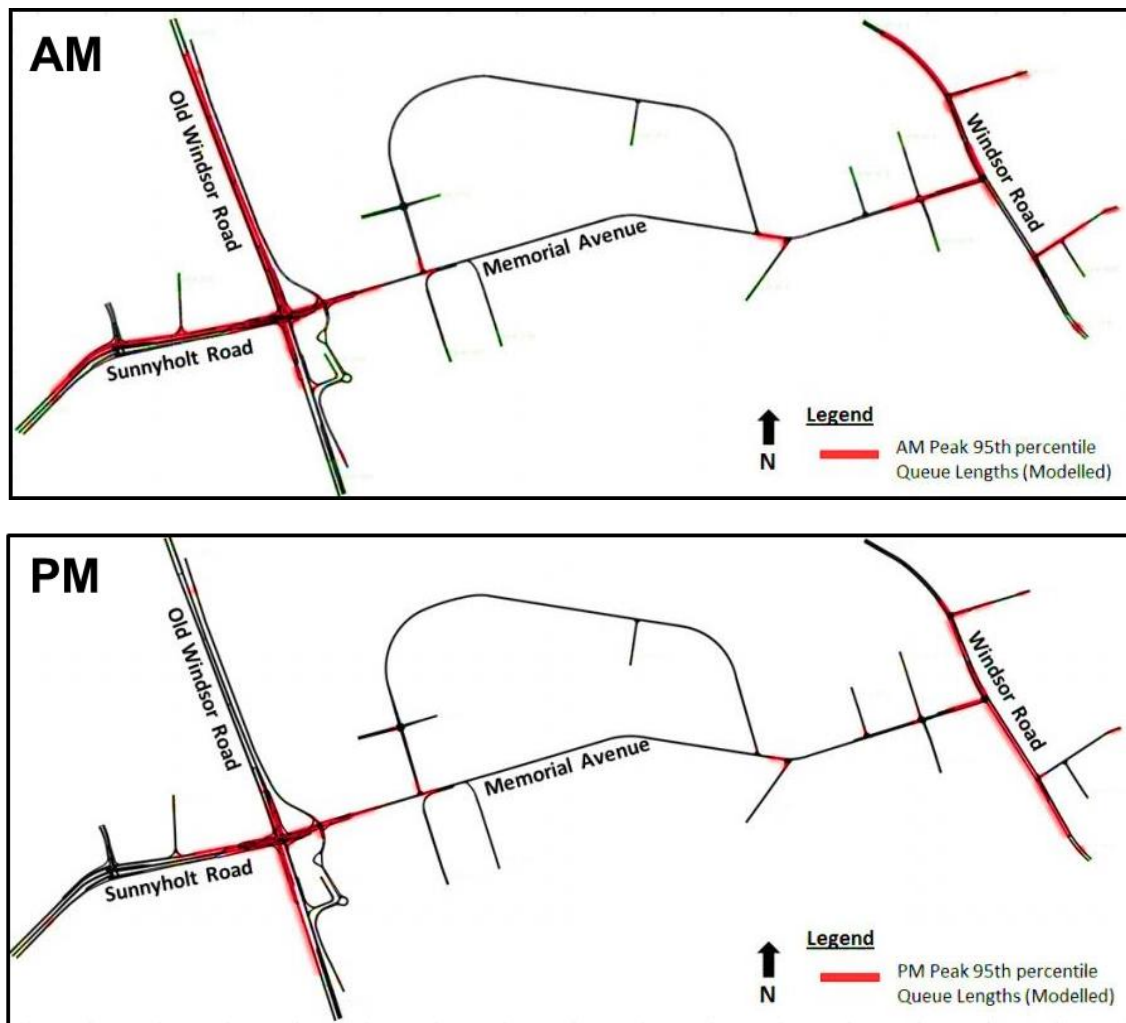 AM
Old Windsor Road
Windsor Road
Memorial Avenue
Sunnyholt Road
Legend
N
AM Peak 95th percentile
Queue Lengths (Modelled)
PM
Old Windsor Road
Windsor Road
Memorial Avenue
Sunnyholt Road
Legend
N
PM Peak 95th percentile
Queue Lengths (Modelled)